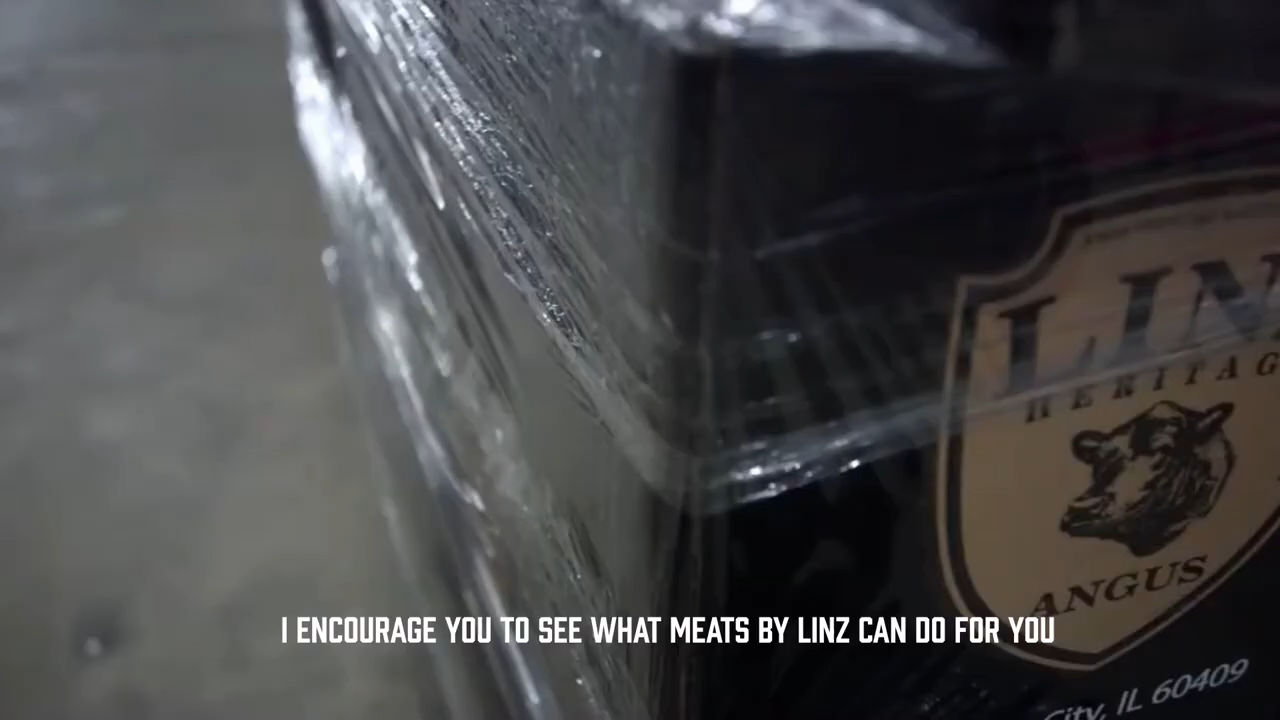 LIN
HERITAG
ANGUS
I ENCOURAGE YOU TO SEE WHAT MEATS BY LINZ CAN DO FOR YOU
City, IL 60409